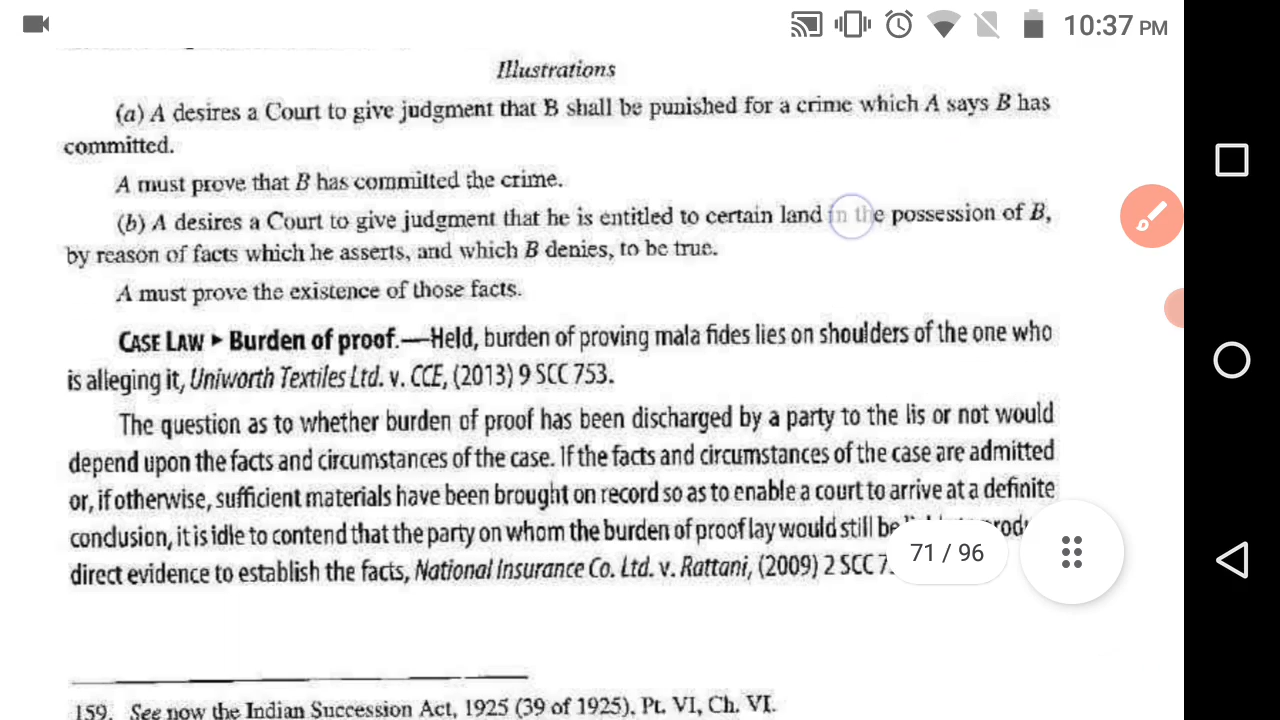 10:37 PM
Illustrations
(a) A desires a Court to give judgment that B shall be punished for a crime which A says B has
committed.
A must prove that B has committed the crime.
(b) A desires a Court to give judgment that he is entitled to certain land in the possession of B,
by reason of facts which he asserts, and which B denies, to be true.
A must prove the existence of those facts.
CASE LAW ▸ Burden of proof.—Held, burden of proving mala fides lies on shoulders of the one who
is alleging it, Uniworth Textiles Ltd. v. CCE, (2013) 9 SCC 753.
The question as to whether burden of proof has been discharged by a party to the lis or not would
depend upon the facts and circumstances of the case. If the facts and circumstances of the case are admitted
or, if otherwise, sufficient materials have been brought on record so as to enable a court to arrive at a definite
conclusion, it is idle to contend that the party on whom the burden of proof lay would still be
direct evidence to establish the facts, National Insurance Co. Ltd. v. Rattani, (2009) 2 SCC
71 / 96
159. See now the Indian Succession Act, 1925 (39 of 1925), Pt. VI, Ch. VI.